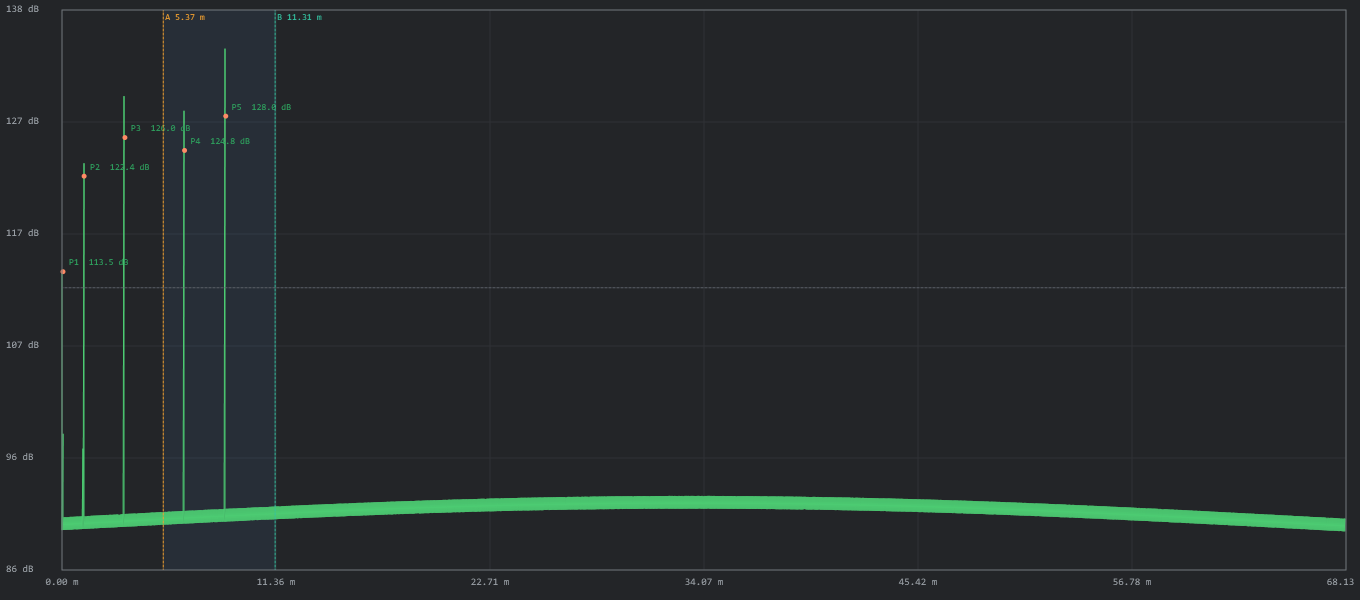 138 dB
A 5.37 m
B 11.31 m
P5 128.0 dB
127 dB
P3 126.0 dB
P4 124.8 dB
P2 122.4 dB
117 dB
P1 113.5 dB
107 dB
96 dB
86 dB
0.00 m
11.36 m
22.71 m
34.07 m
45.42 m
56.78 m
68.13